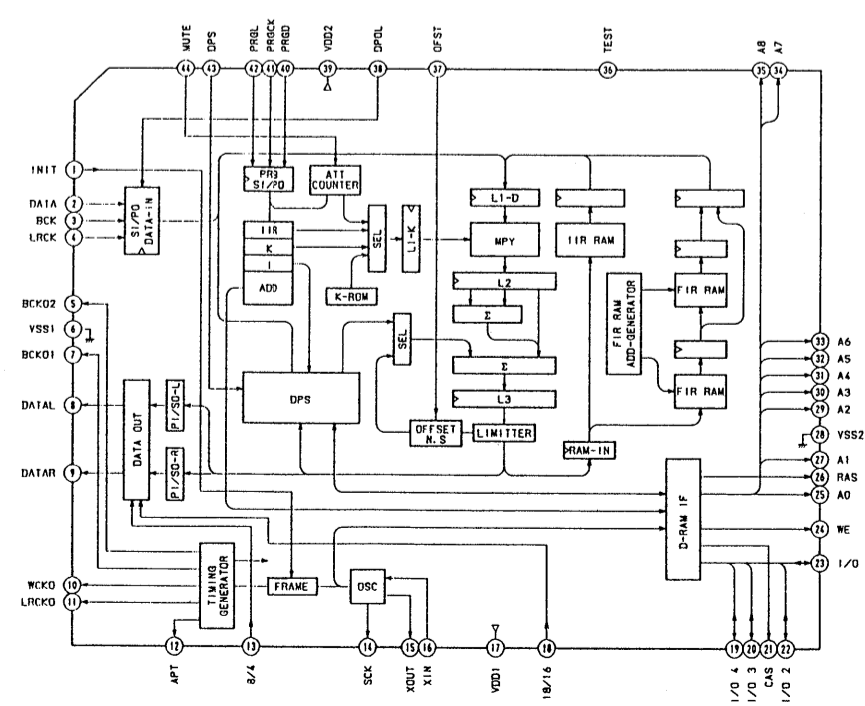 MUTE
DPS
PRGL
PRGCK
PRGD
VDD2
DPOL
OFST
TEST
A8
A7
44
43
42
41
40
39
38
37
36
35
34
INIT
1
DATA
2
BCK
3
LRCK
4
SI/PO
DATA-IN
PRG
SI/PO
ATT
COUNTER
IIR
K
I
ADD
SEL
L1-K
K-ROM
L1-D
MPY
L2
Σ
Σ
L3
LIMITTER
IIR RAM
FIR RAM
ADD-GENERATOR
FIR RAM
FIR RAM
RAM-IN
SEL
DPS
OFFSET
N.S
BCKO2
5
VSS1
6
BCKO1
7
DATAL
8
DATAR
9
DATA OUT
PI/SO-L
PI/SO-R
33
A6
32
A5
31
A4
30
A3
29
A2
28
VSS2
27
A1
26
RAS
25
A0
24
WE
23
I/O
D-RAM IF
WCKO
10
LRCKO
11
TIMING
GENERATOR
FRAME
OSC
12
13
14
15
16
17
18
19
20
21
22
APT
8/4
SCK
XOUT
XIN
VDD1
18/16
I/O 4
I/O 3
CAS
I/O 2